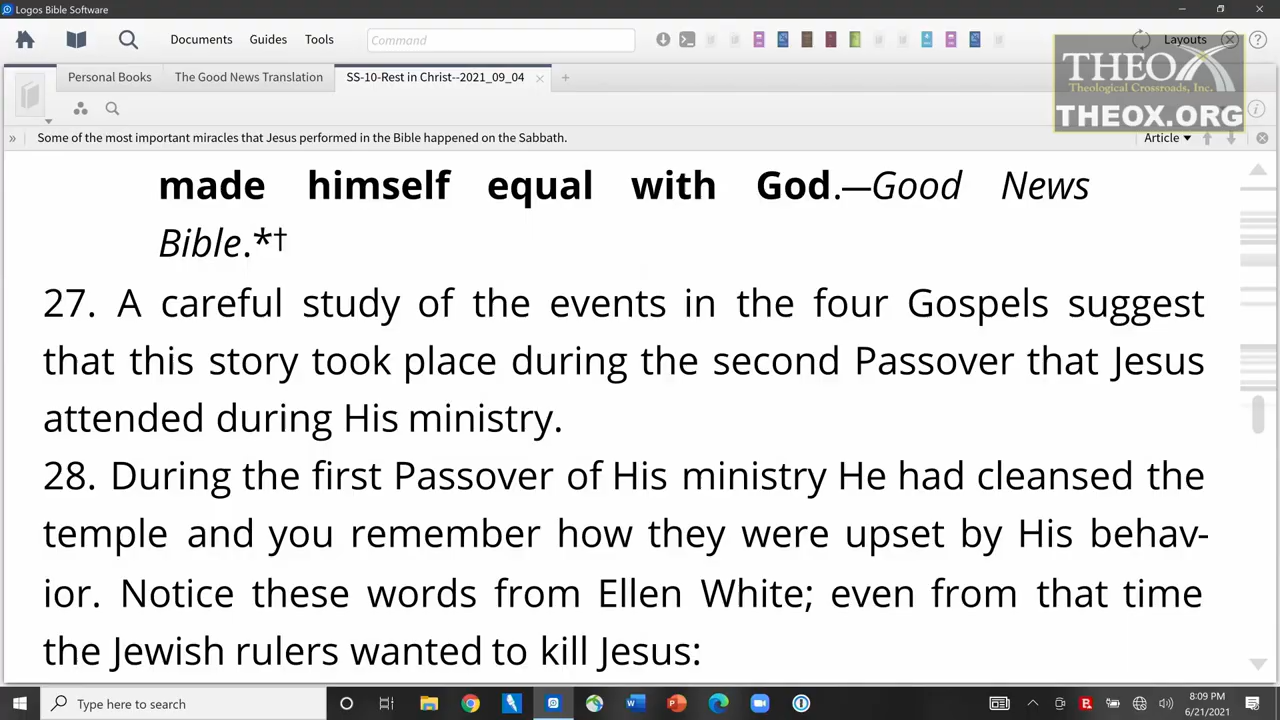 Logos Bible Software
Documents Guides Tools Command Layouts
THEOX
Theological Crossroads, Inc.
THEOX.ORG
Personal Books The Good News Translation SS-10-Rest in Christ--2021_09_04
Some of the most important miracles that Jesus performed in the Bible happened on the Sabbath. Article
made himself equal with God.—Good News
Bible.*†
27. A careful study of the events in the four Gospels suggest
that this story took place during the second Passover that Jesus
attended during His ministry.
28. During the first Passover of His ministry He had cleansed the
temple and you remember how they were upset by His behav-
ior. Notice these words from Ellen White; even from that time
the Jewish rulers wanted to kill Jesus:
Type here to search
8:09 PM
6/21/2021